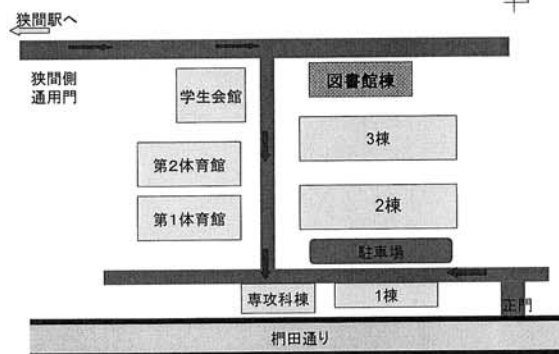 狭間駅へ
狭間側
通用門
学生会館
図書館棟
3棟
第2体育館
2棟
第1体育館
駐車場
専攻科棟
1棟
正門
椚田通り